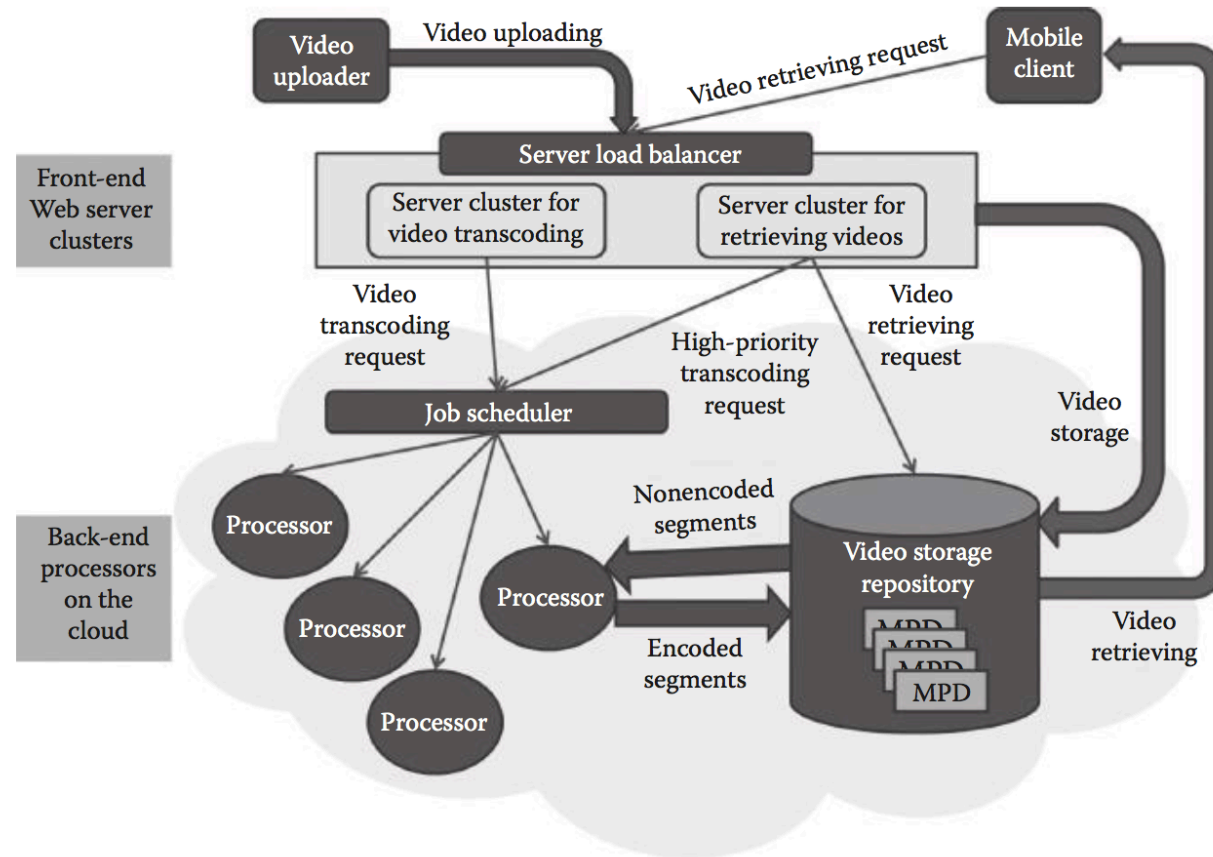 Video
uploader
Video uploading
Video retrieving request
Mobile
client
Server load balancer
Front-end
Web server
clusters
Server cluster for
video transcoding
Server cluster for
retrieving videos
Video
transcoding
request
High-priority
transcoding
request
Video
retrieving
request
Video
storage
Job scheduler
Back-end
processors
on the
cloud
Processor
Processor
Processor
Processor
Nonencoded
segments
Encoded
segments
Video storage
repository
MPD
MPD
MPD
MPD
Video
retrieving